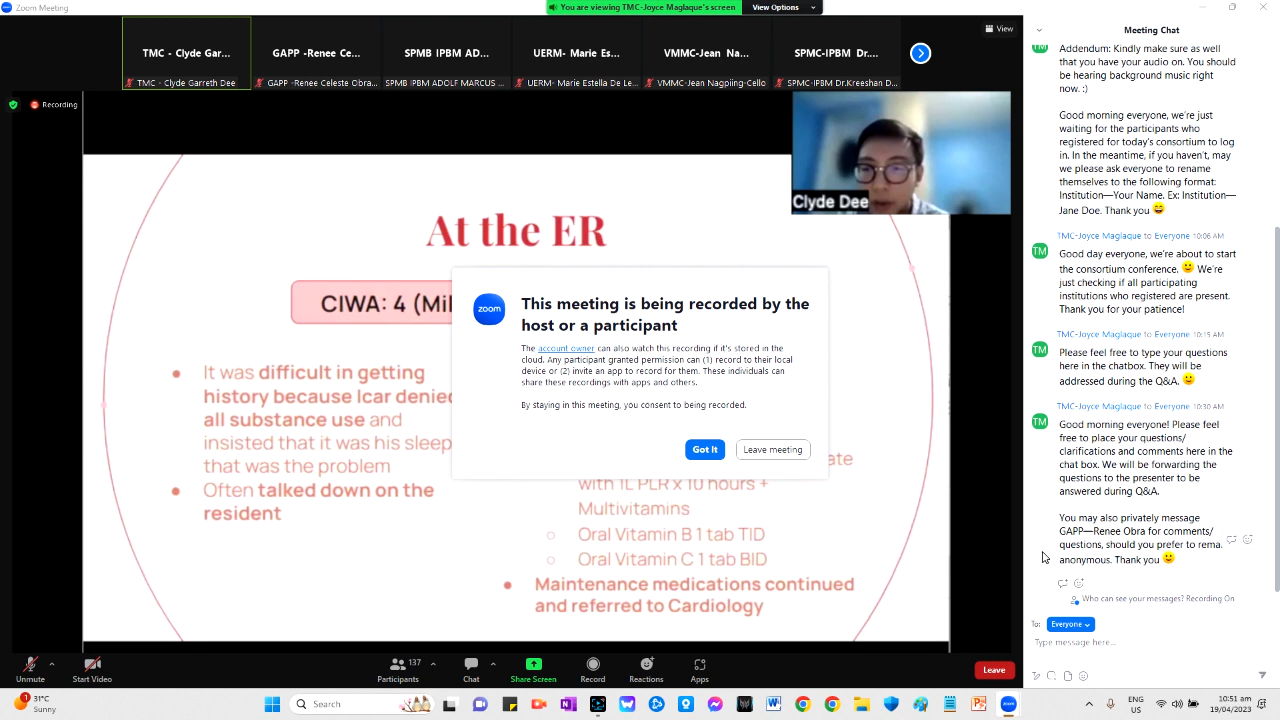 Zoom Meeting
You are viewing TMC-Joyce Maglaque's screen
View Options
View
TMC - Clyde Gar...
GAPP -Renee Ce...
SPMB IPBM AD...
UERM- Marie Es...
VMMC-Jean Na...
SPMC-IPBM Dr....
TMC - Clyde Garreth Dee
GAPP -Renee Celeste Obra...
SPMB IPBM ADOLF MARCUS ...
UERM- Marie Estella De Le...
VMMC-Jean Nagpiing-Cello
SPMC-IPBM Dr.Kreeshan D...
Recording
Clyde Dee
At the ER
CIWA: 4 (Mil
It was difficult in getting
history because Icar denied
all substance use and
insisted that it was his sleep
that was the problem
Often talked down on the
resident
ate
with 1L PLR x 10 hours +
Multivitamins
Oral Vitamin B 1 tab TID
Oral Vitamin C 1 tab BID
Maintenance medications continued
and referred to Cardiology
zoom
This meeting is being recorded by the
host or a participant
The account owner can also watch this recording if it's stored in the
cloud. Any participant granted permission can (1) record to their local
device or (2) invite an app to record for them. These individuals can
share these recordings with apps and others.
By staying in this meeting, you consent to being recorded.
Got it
Leave meeting
Meeting Chat
TM
Addendum: Kindly make sure as well
that you have your audio on. You should
be hearing background music right
now. :)
Good morning everyone, we're just
waiting for the participants who
registered for today's consortium to log
in. In the meantime, if you haven't, may
we please ask everyone to rename
themselves to the following format:
Institution—Your Name. Ex: Institution—
Jane Doe. Thank you 😄
TMC-Joyce Maglaque to Everyone 10:06 AM
TM
Good day everyone, we're about to start
the consortium conference. 🙂 We're
just checking if all participating
institutions who registered are present.
Thank you for your patience!
TMC-Joyce Maglaque to Everyone 10:15 AM
TM
Please feel free to type your questions
here in the chatbox. They will be
addressed during the Q&A. 🙂
TMC-Joyce Maglaque to Everyone 10:30 AM
TM
Good morning everyone! Please feel
free to place your questions/
clarifications and comments here in the
chat box. We will be forwarding the
questions to the presenter to be
answered during Q&A.
You may also privately message
GAPP—Renee Obra for comments/
questions, should you prefer to rema.
anonymous. Thank you 🙂
Who can see your messages? Recording On
To: Everyone
Type message here...
Unmute
Start Video
137
Participants
Chat
Share Screen
Record
Reactions
Apps
Leave
1
31°C
Sunny
Search
ENG
US
10:51 am
19/04/2023